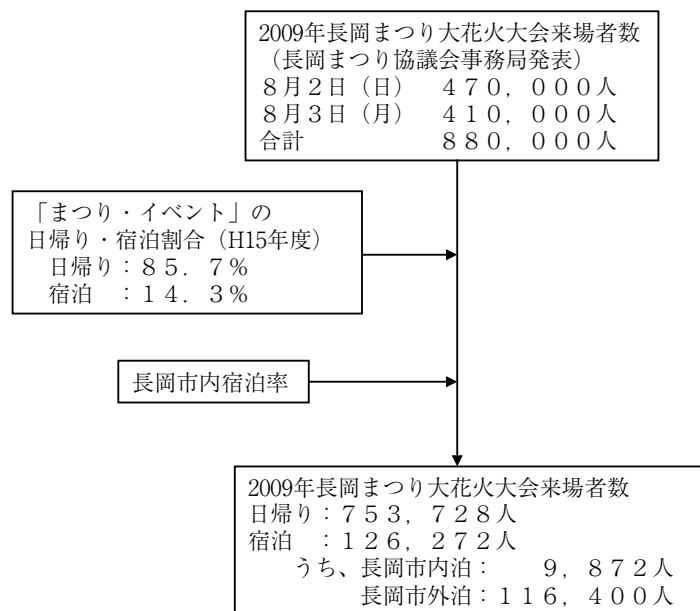 2009年長岡まつり大花火大会来場者数
（長岡まつり協議会事務局発表）
８月２日（日）　４７０，０００人
８月３日（月）　４１０，０００人
合計　　　　　　８８０，０００人
「まつり・イベント」の
日帰り・宿泊割合（H15年度）
日帰り：８５．７％
宿泊　：１４．３％
長岡市内宿泊率
2009年長岡まつり大花火大会来場者数
日帰り：７５３，７２８人
宿泊　：１２６，２７２人
うち、長岡市内泊：　　９，８７２人
長岡市外泊：１１６，４００人